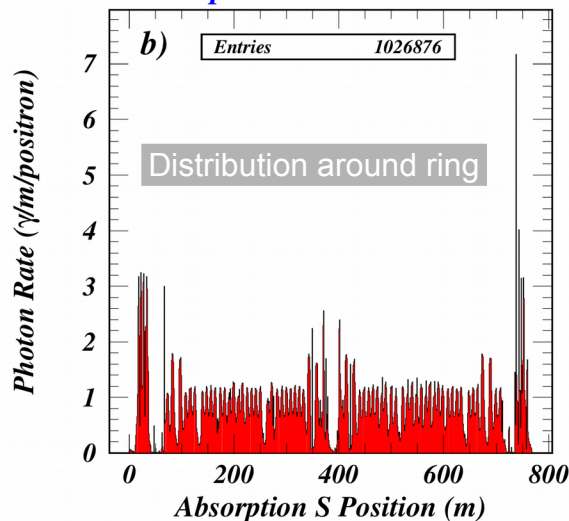 b)
Entries 1026876
Distribution around ring
Photon Rate (γ/m/positron)
7
6
5
4
3
2
1
0
0 200 400 600 800
Absorption S Position (m)